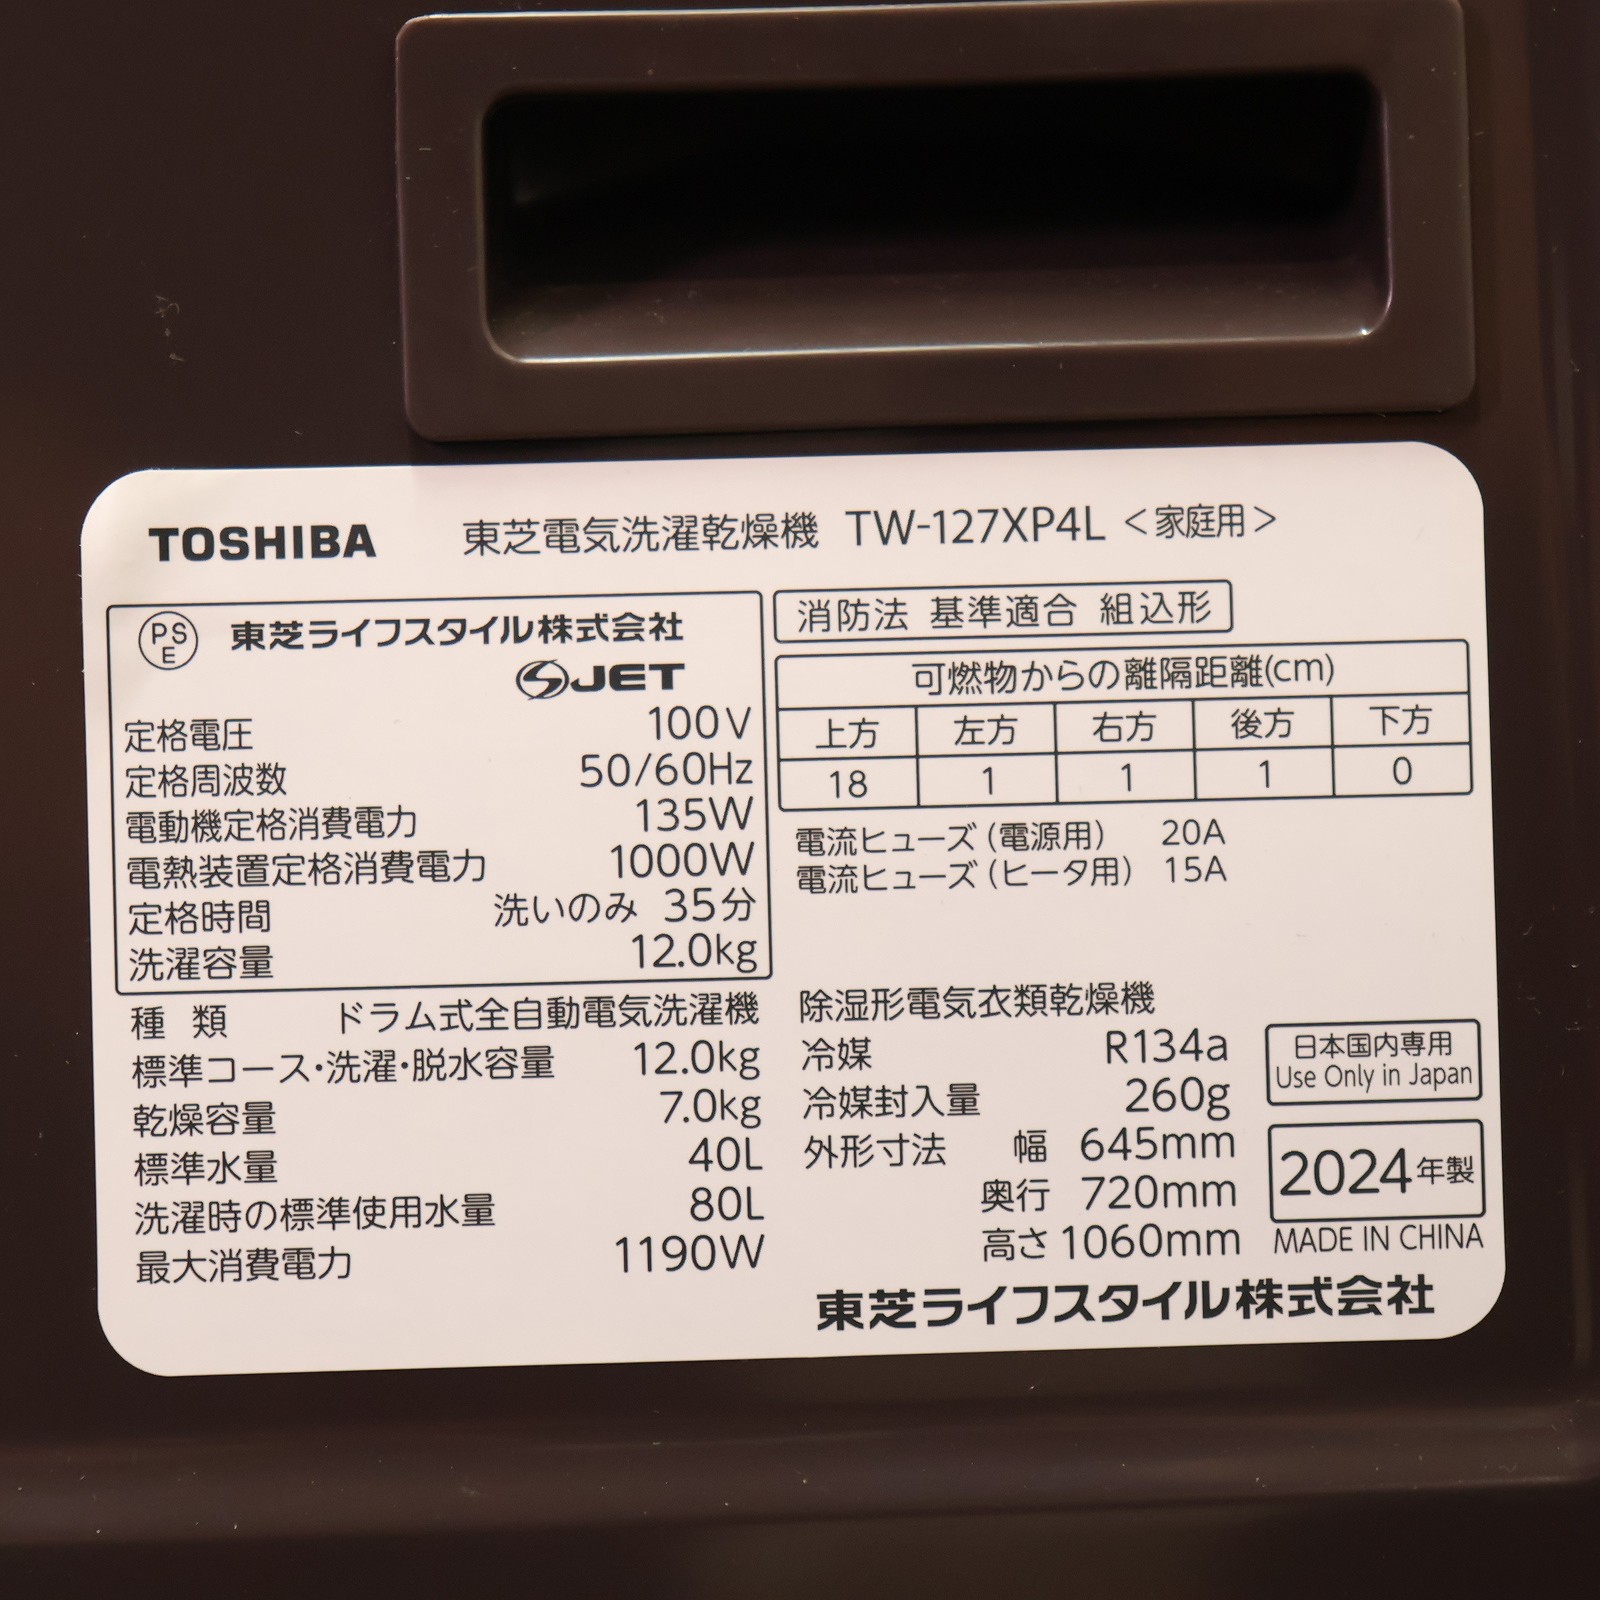 TOSHIBA 東芝電気洗濯乾燥機 TW-127XP4L <家庭用>
PSE 東芝ライフスタイル株式会社
S JET
定格電圧 100V
定格周波数 50/60Hz
電動機定格消費電力 135W
電熱装置定格消費電力 1000W
定格時間 洗いのみ 35分
洗濯容量 12.0kg
種 類 ドラム式全自動電気洗濯機
標準コース・洗濯・脱水容量 12.0kg
乾燥容量 7.0kg
標準水量 40L
洗濯時の標準使用水量 80L
最大消費電力 1190W
消防法 基準適合 組込形
可燃物からの離隔距離(cm)
上方 左方 右方 後方 下方
18 1 1 1 0
電流ヒューズ(電源用) 20A
電流ヒューズ(ヒータ用) 15A
除湿形電気衣類乾燥機
冷媒 R134a
冷媒封入量 260g
外形寸法 幅 645mm
奥行 720mm
高さ 1060mm
日本国内専用
Use Only in Japan
2024年製
MADE IN CHINA
東芝ライフスタイル株式会社